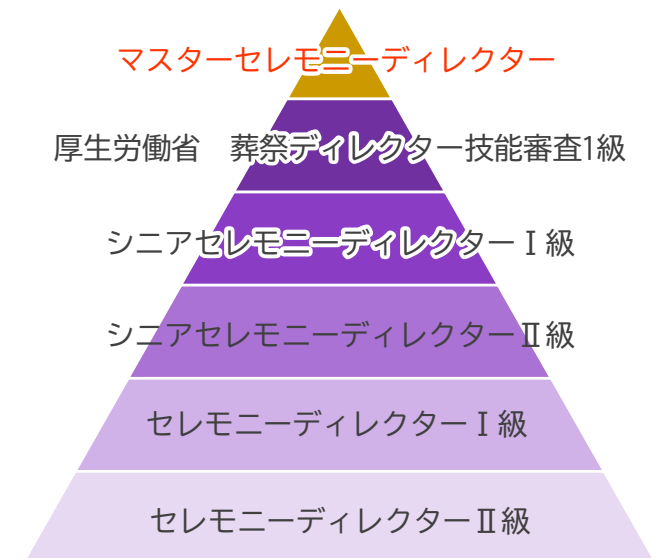 マスターセレモニーディレクター
厚生労働省　葬祭ディレクター技能審査1級
シニアセレモニーディレクターⅠ級
シニアセレモニーディレクターⅡ級
セレモニーディレクターⅠ級
セレモニーディレクターⅡ級